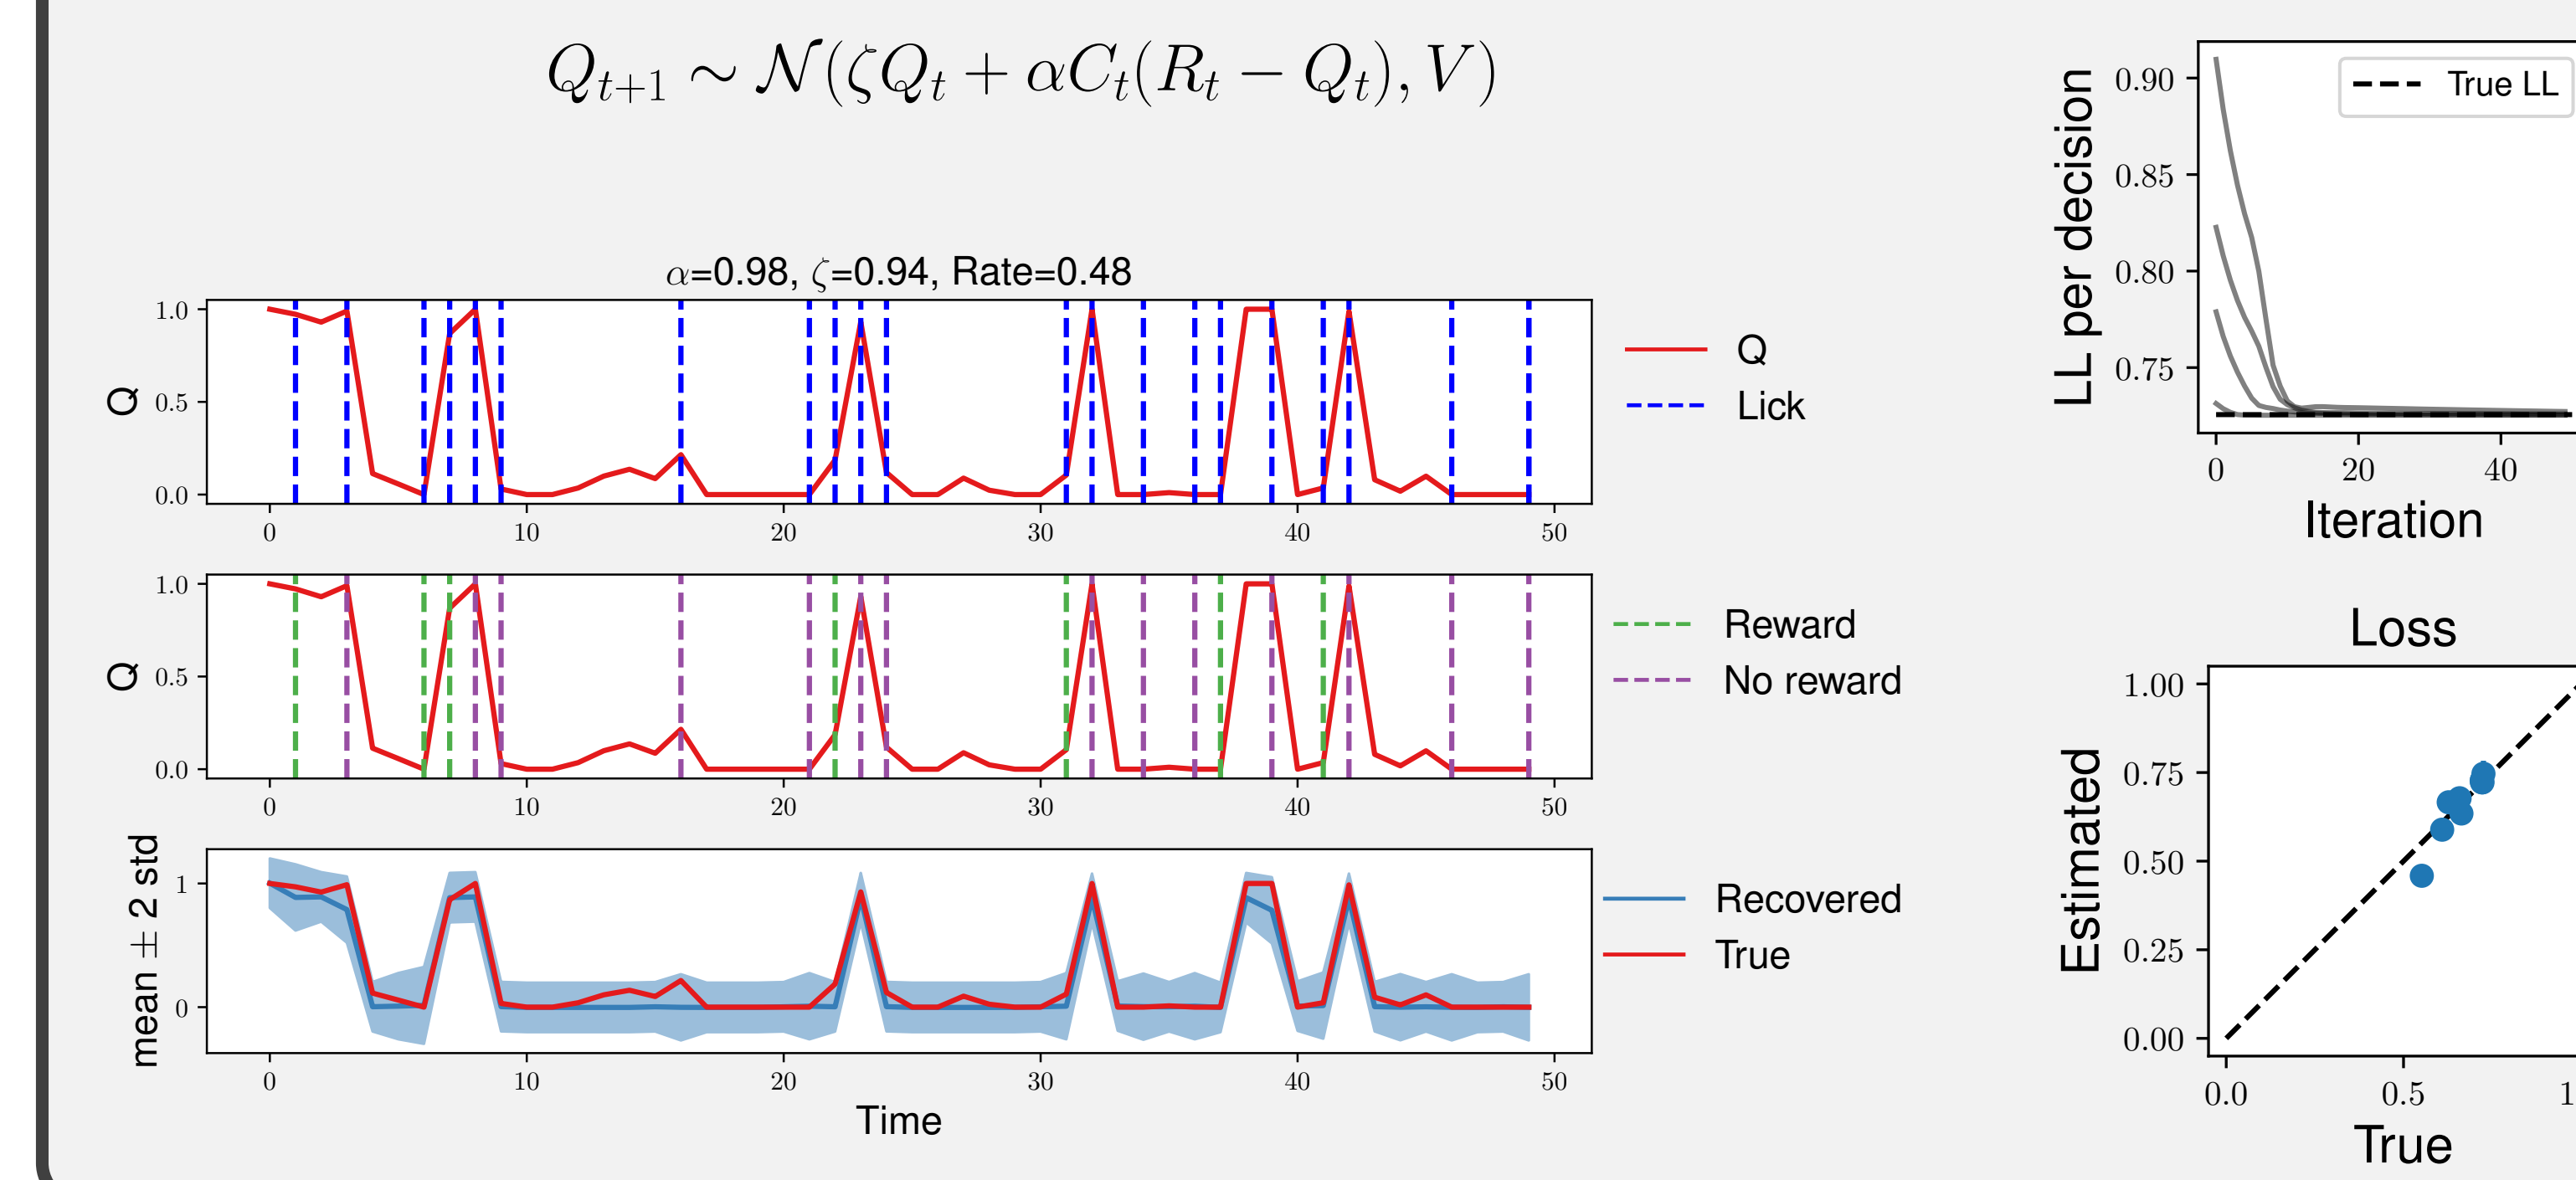 Q_{t+1} ∼ 𝒩(ζQ_t + αC_t(R_t − Q_t), V)
α=0.98, ζ=0.94, Rate=0.48
Q
1.0
0.5
0.0
0 10 20 30 40 50
Q
Lick
Q
1.0
0.5
0.0
0 10 20 30 40 50
Reward
No reward
mean ± 2 std
1
0
0 10 20 30 40 50
Time
Recovered
True
LL per decision
0.90
0.85
0.80
0.75
True LL
0 20 40
Iteration
Loss
Estimated
1.00
0.75
0.50
0.25
0.00
0.0 0.5
True